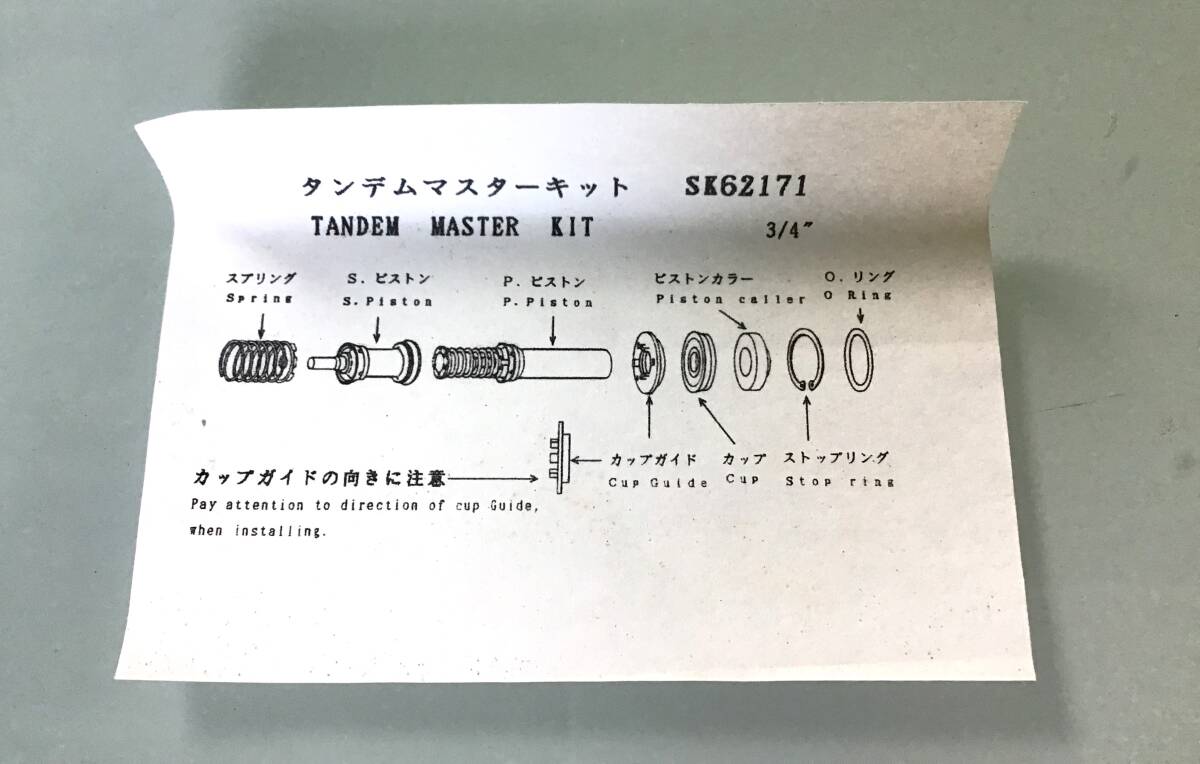 タンデムマスターキット SK62171
TANDEM MASTER KIT 3/4"
スプリング S. ピストン P. ピストン ピストンカラー O. リング
Spring S. Piston P. Piston Piston caller O Ring
カップガイド カップ ストップリング
Cup Guide Cup Stop ring
カップガイドの向きに注意
Pay attention to direction of cup Guide,
when installing.